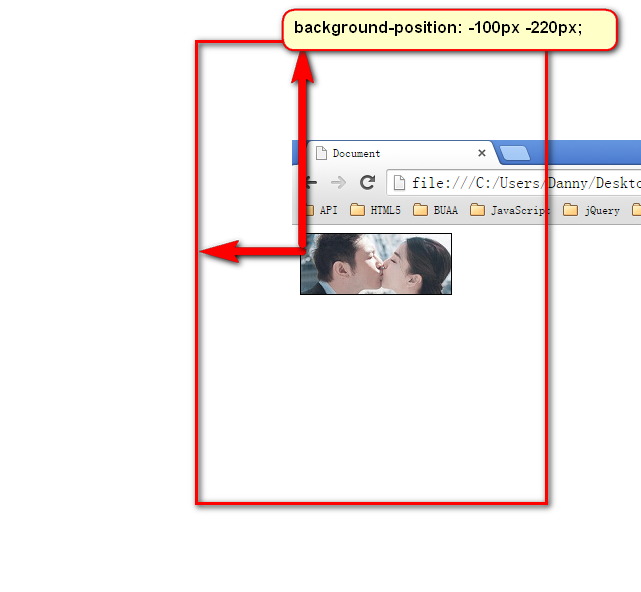 background-position: -100px -220px;
Document
file:///C:/Users/Danny/Deskto
API HTML5 BUAA JavaScript jQuery